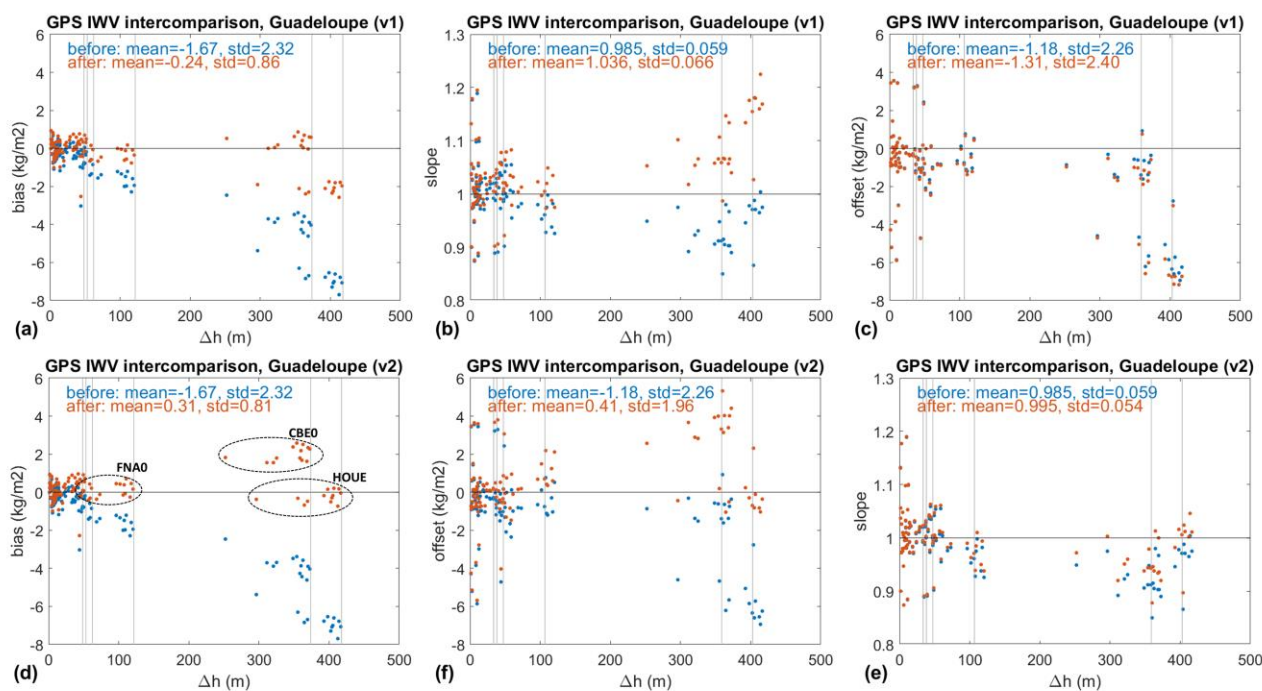 GPS IWV intercomparison, Guadeloupe (v1)
before: mean=-1.67, std=2.32
after: mean=-0.24, std=0.86
6
4
2
0
-2
-4
-6
-8
bias (kg/m2)
0 100 200 300 400 500
(a)
Δh (m)
GPS IWV intercomparison, Guadeloupe (v1)
before: mean=0.985, std=0.059
after: mean=1.036, std=0.066
1.3
1.2
1.1
1
0.9
0.8
slope
0 100 200 300 400 500
(b)
Δh (m)
GPS IWV intercomparison, Guadeloupe (v1)
before: mean=-1.18, std=2.26
after: mean=-1.31, std=2.40
6
4
2
0
-2
-4
-6
-8
offset (kg/m2)
0 100 200 300 400 500
(c)
Δh (m)
GPS IWV intercomparison, Guadeloupe (v2)
before: mean=-1.67, std=2.32
after: mean=0.31, std=0.81
6
4
2
0
-2
-4
-6
-8
bias (kg/m2)
CBE0
FNA0
HOUE
0 100 200 300 400 500
(d)
Δh (m)
GPS IWV intercomparison, Guadeloupe (v2)
before: mean=-1.18, std=2.26
after: mean=0.41, std=1.96
6
4
2
0
-2
-4
-6
-8
offset (kg/m2)
0 100 200 300 400 500
(f)
Δh (m)
GPS IWV intercomparison, Guadeloupe (v2)
before: mean=0.985, std=0.059
after: mean=0.995, std=0.054
1.3
1.2
1.1
1
0.9
0.8
slope
0 100 200 300 400 500
(e)
Δh (m)